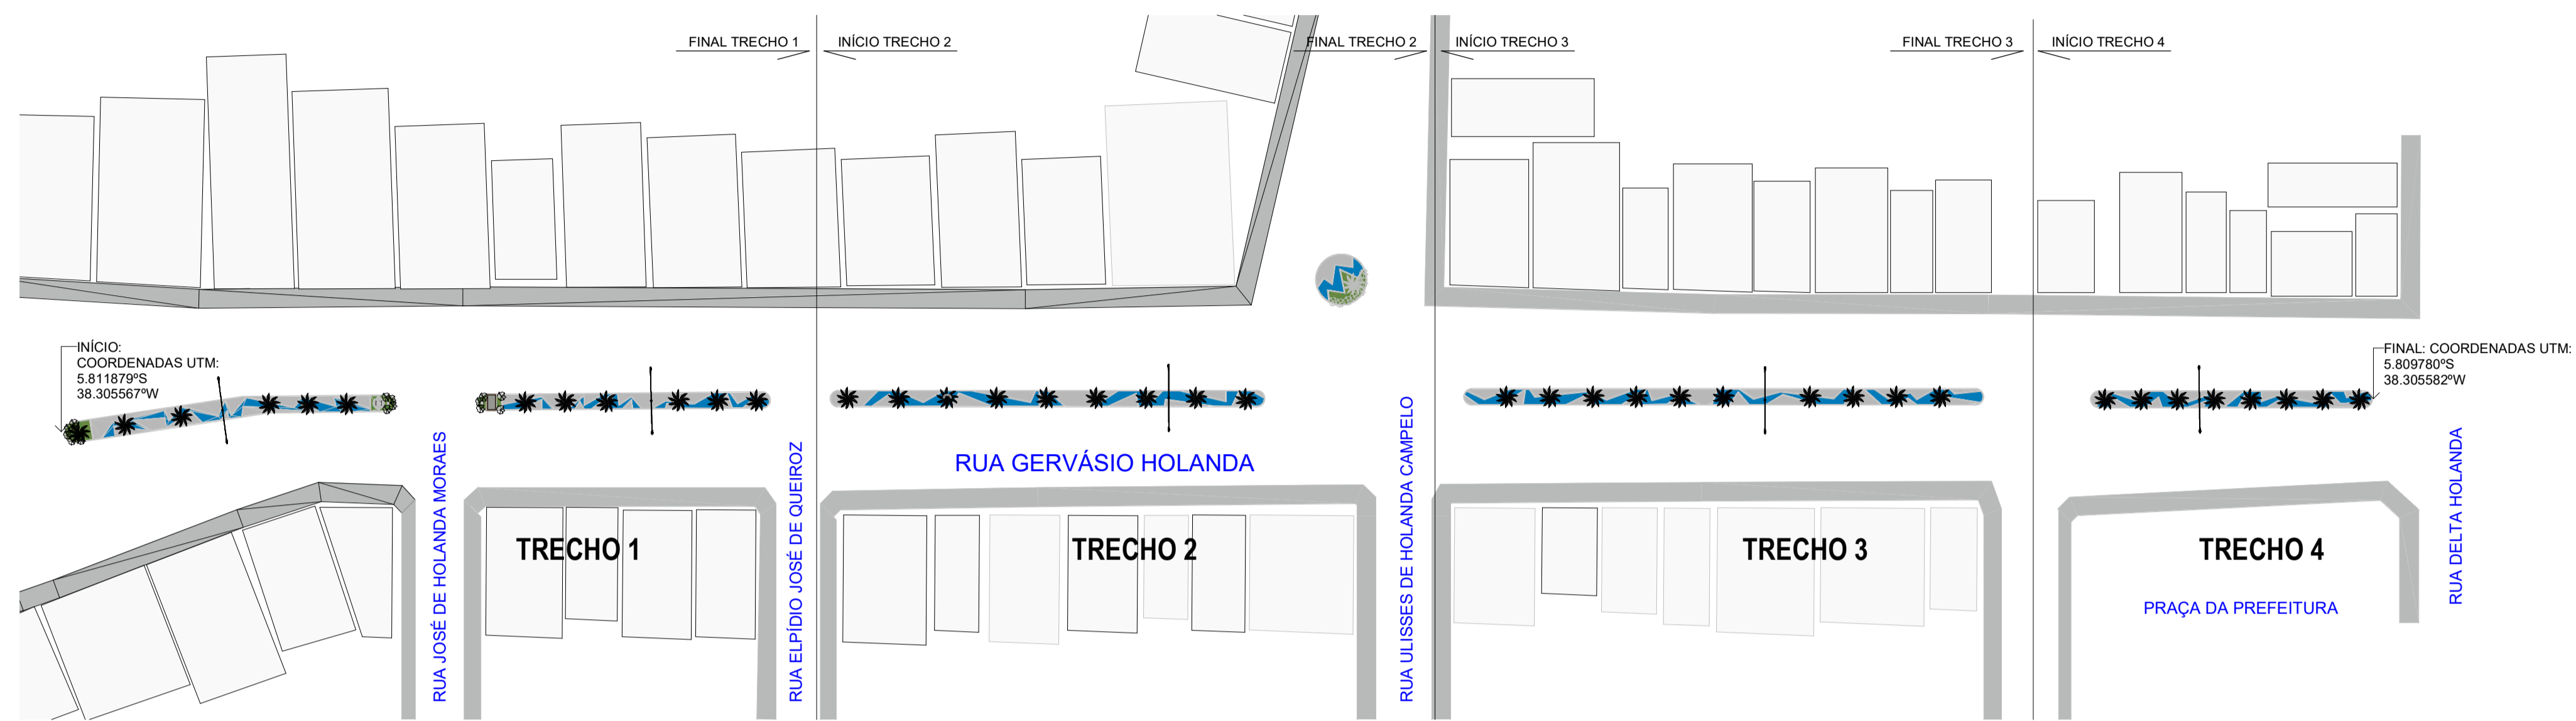 FINAL TRECHO 1
INÍCIO TRECHO 2
FINAL TRECHO 2
INÍCIO TRECHO 3
FINAL TRECHO 3
INÍCIO TRECHO 4
INÍCIO:
COORDENADAS UTM:
5.811879ºS
38.305567ºW
FINAL: COORDENADAS UTM:
5.809780ºS
38.305582ºW
RUA JOSÉ DE HOLANDA MORAES
RUA ELPÍDIO JOSÉ DE QUEIROZ
RUA GERVÁSIO HOLANDA
RUA ULISSES DE HOLANDA CAMPELO
RUA DELTA HOLANDA
TRECHO 1
TRECHO 2
TRECHO 3
TRECHO 4
PRAÇA DA PREFEITURA